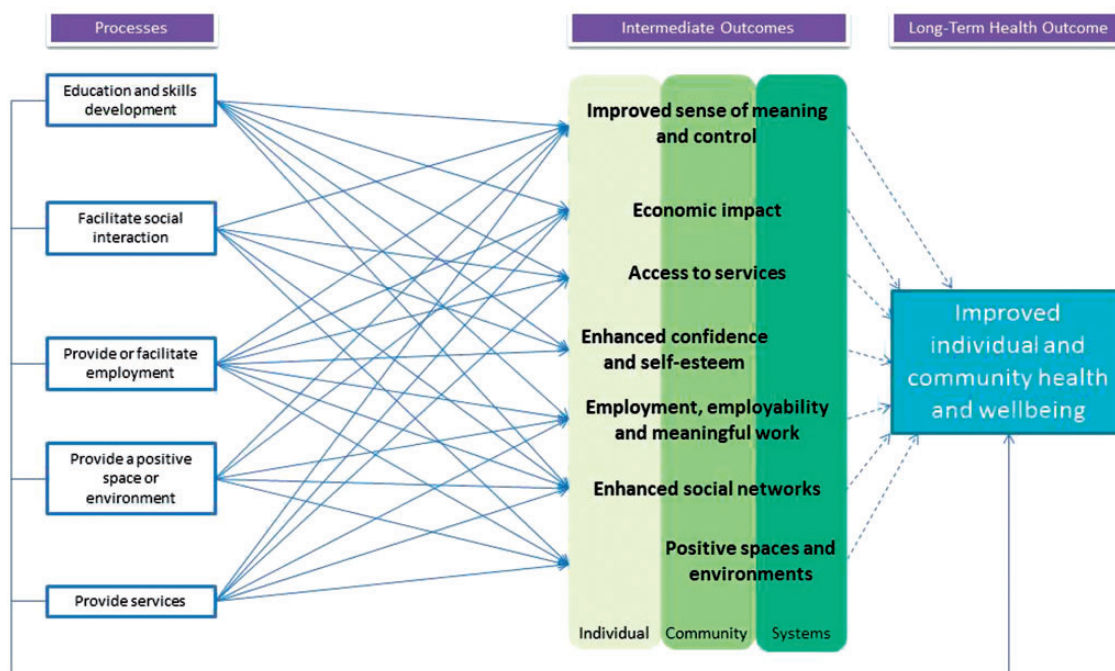 Processes
Intermediate Outcomes
Long-Term Health Outcome
Education and skills
development
Facilitate social
interaction
Provide or facilitate
employment
Provide a positive
space or
environment
Provide services
Improved sense of meaning
and control
Economic impact
Access to services
Enhanced confidence
and self-esteem
Employment, employability
and meaningful work
Enhanced social networks
Positive spaces and
environments
Individual
Community
Systems
Improved
individual and
community health
and wellbeing